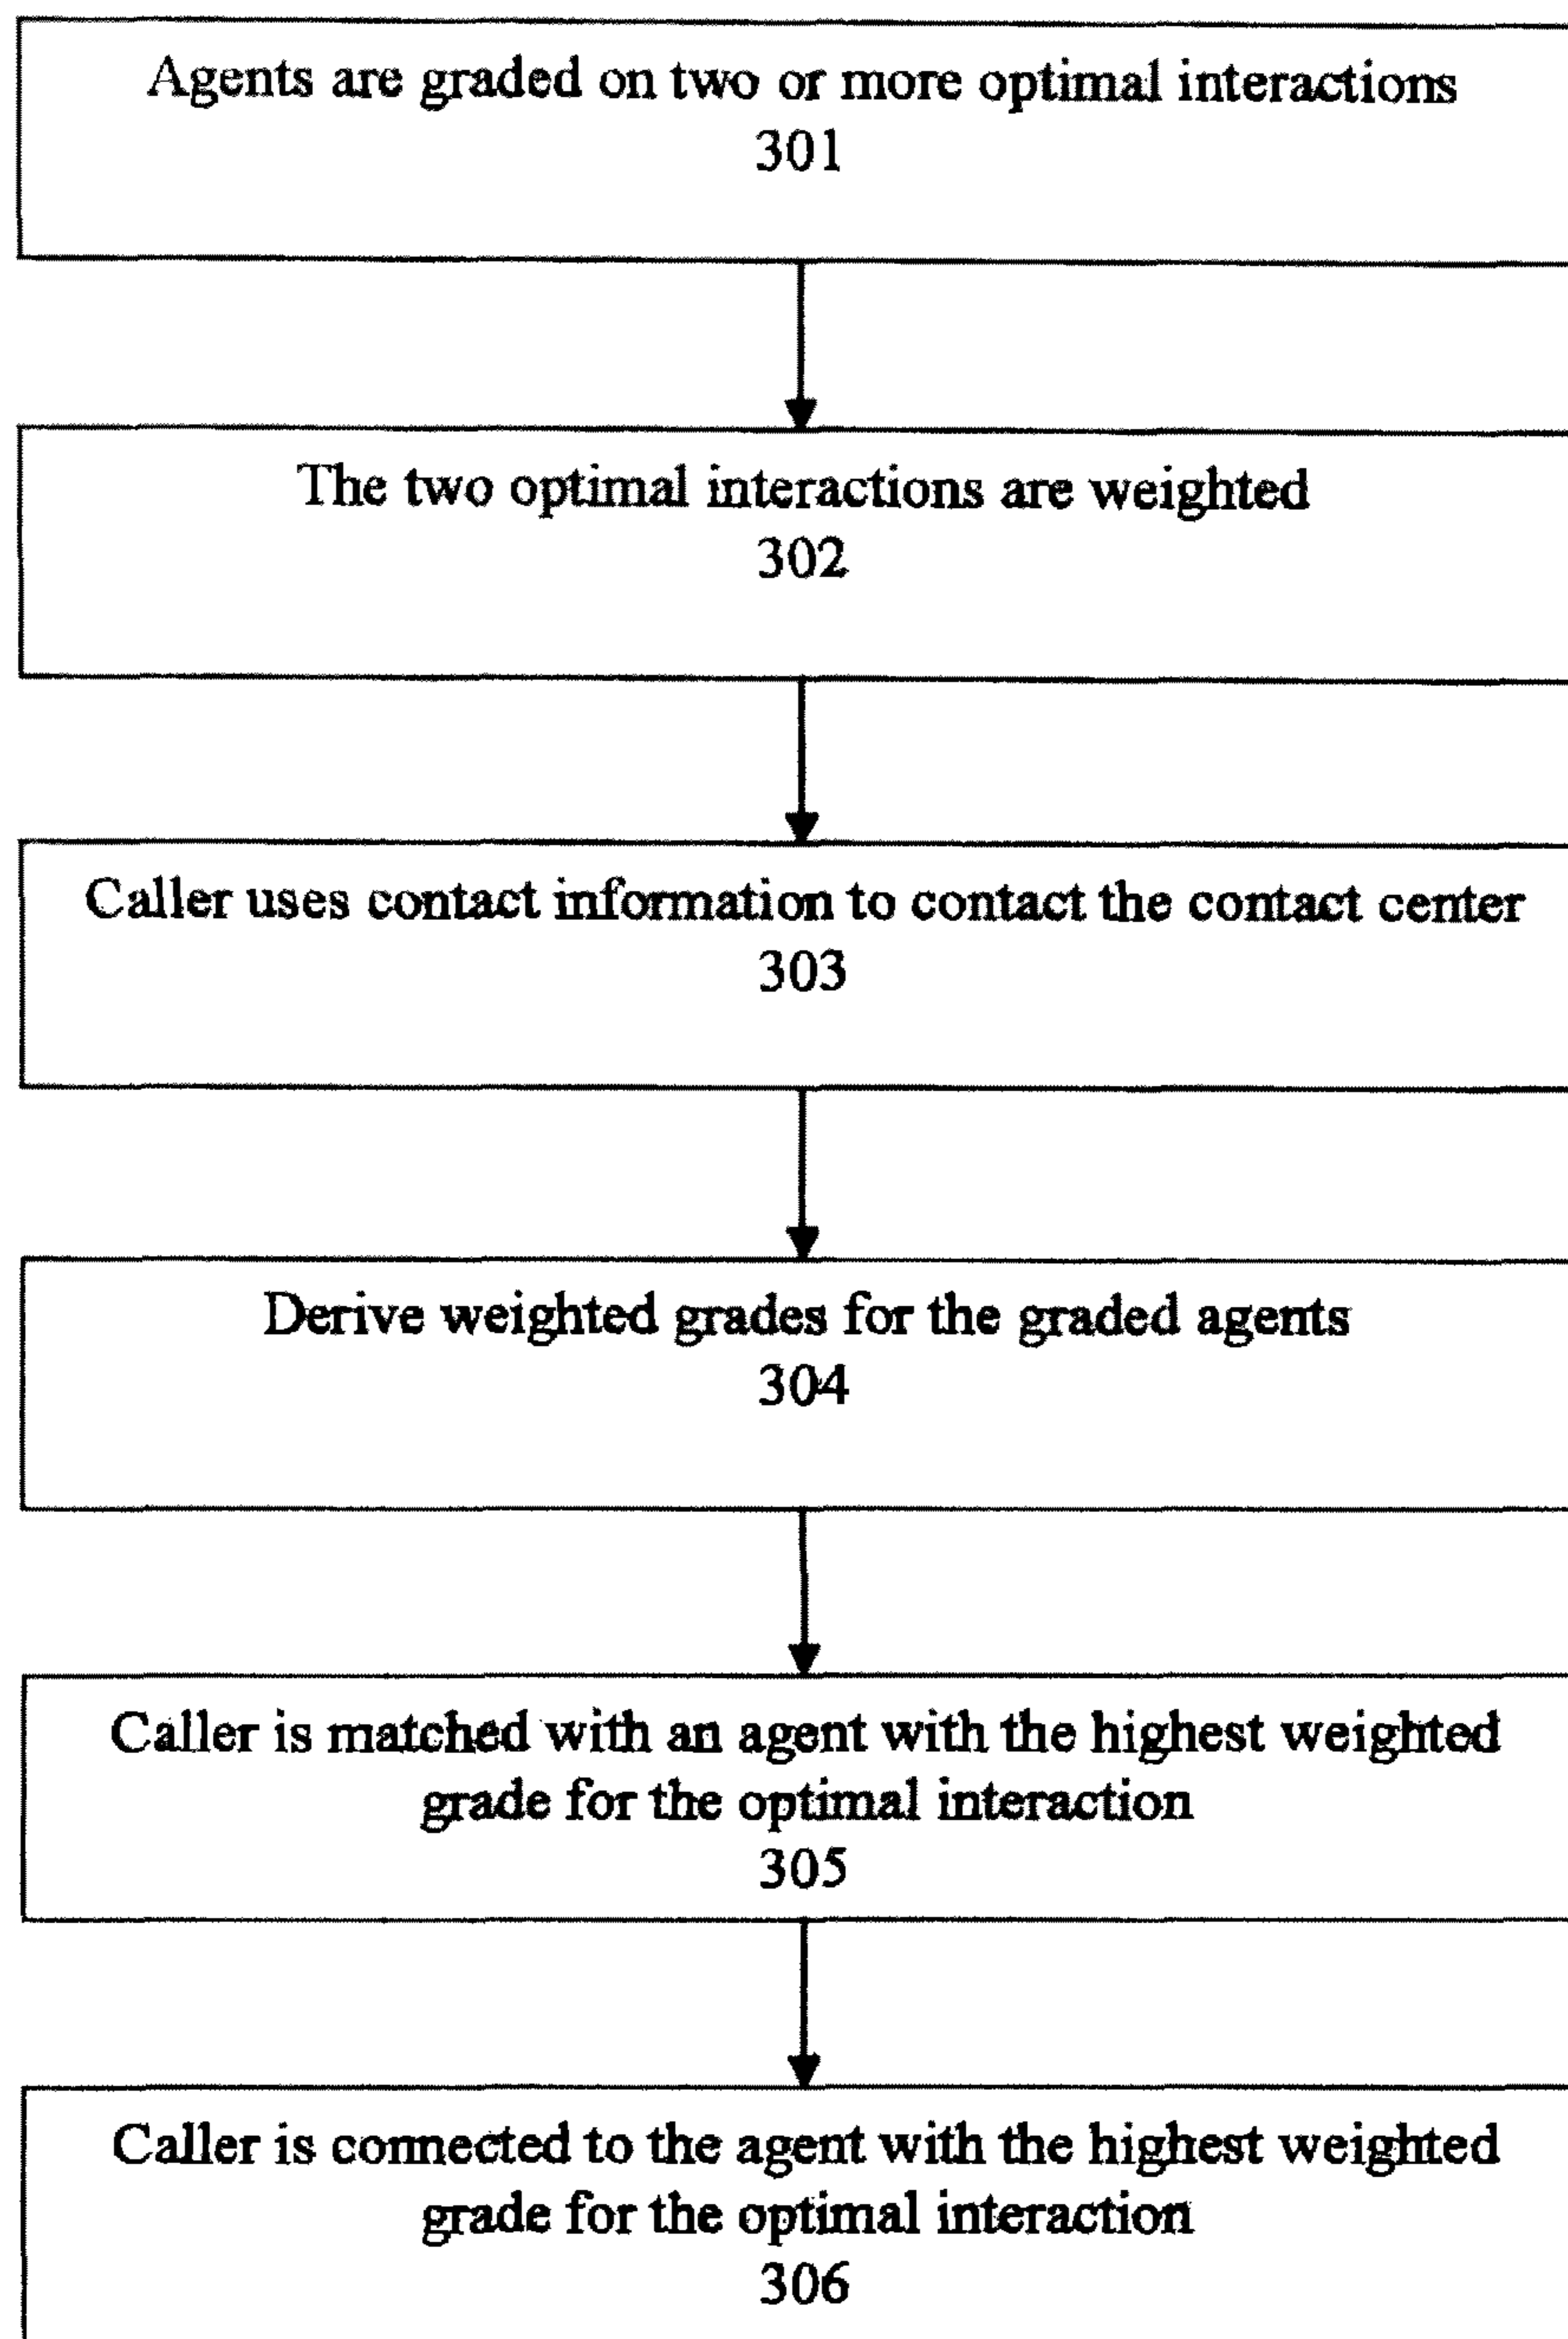 Agents are graded on two or more optimal interactions
301
The two optimal interactions are weighted
302
Caller uses contact information to contact the contact center
303
Derive weighted grades for the graded agents
304
Caller is matched with an agent with the highest weighted
grade for the optimal interaction
305
Caller is connected to the agent with the highest weighted
grade for the optimal interaction
306